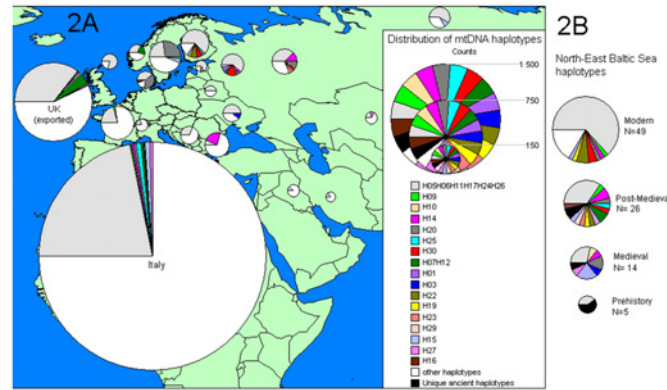 2A
2B
UK
(exported)
Italy
Distribution of mtDNA haplotypes
Counts
1 500
750
150
H05H06H11H17H24H26
H09
H10
H14
H20
H25
H30
H07H12
H01
H03
H22
H19
H23
H29
H15
H27
H16
other haplotypes
Unique ancient haplotypes
North-East Baltic Sea
haplotypes
Modern
N=49
Post-Medieval
N= 26
Medieval
N= 14
Prehistory
N=5